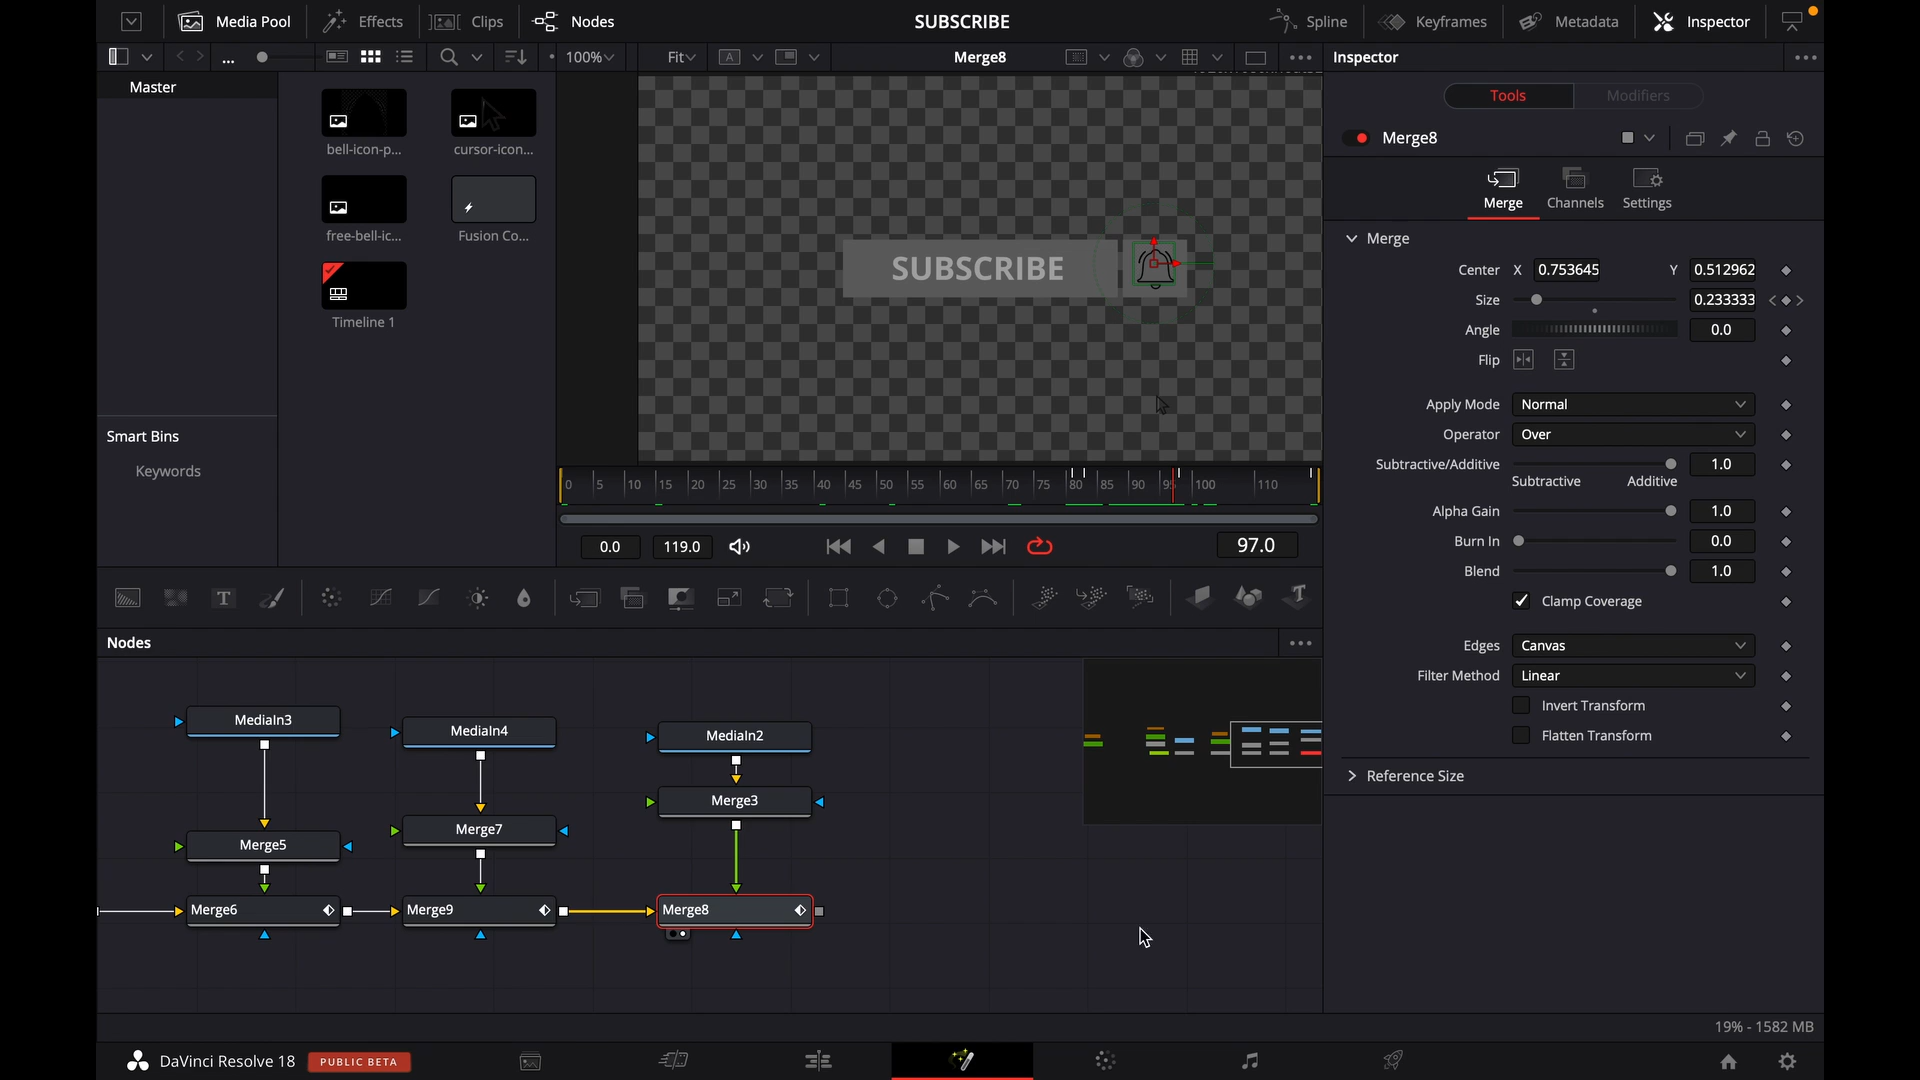 Media Pool
Effects
Clips
Nodes
SUBSCRIBE
Spline
Keyframes
Metadata
Inspector
...
100%
Fit
A
Merge8
Inspector
Master
bell-icon-p...
cursor-icon...
free-bell-ic...
Fusion Co...
Timeline 1
Smart Bins
Keywords
SUBSCRIBE
0 5 10 15 20 25 30 35 40 45 50 55 60 65 70 75 80 85 90 95 100 110
0.0
119.0
97.0
Tools
Modifiers
Merge8
Merge
Channels
Settings
Merge
Center X 0.753645 Y 0.512962
Size 0.233333
Angle 0.0
Flip
Apply Mode Normal
Operator Over
Subtractive/Additive 1.0
Subtractive Additive
Alpha Gain 1.0
Burn In 0.0
Blend 1.0
Clamp Coverage
Edges Canvas
Filter Method Linear
Invert Transform
Flatten Transform
Reference Size
T
T
Nodes
MediaIn3
MediaIn4
MediaIn2
Merge3
Merge7
Merge5
Merge6
Merge9
Merge8
19% - 1582 MB
DaVinci Resolve 18
PUBLIC BETA